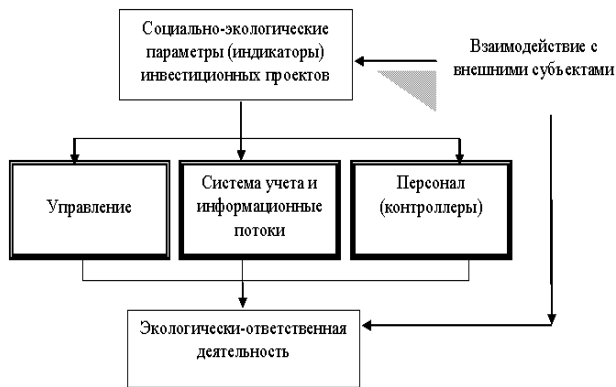 Социально-экологические
параметры (индикаторы)
инвестиционных проектов
Взаимодействие с
внешними субъектами
Управление
Система учета и
информационные
потоки
Персонал
(контроллеры)
Экологически-ответственная
деятельность